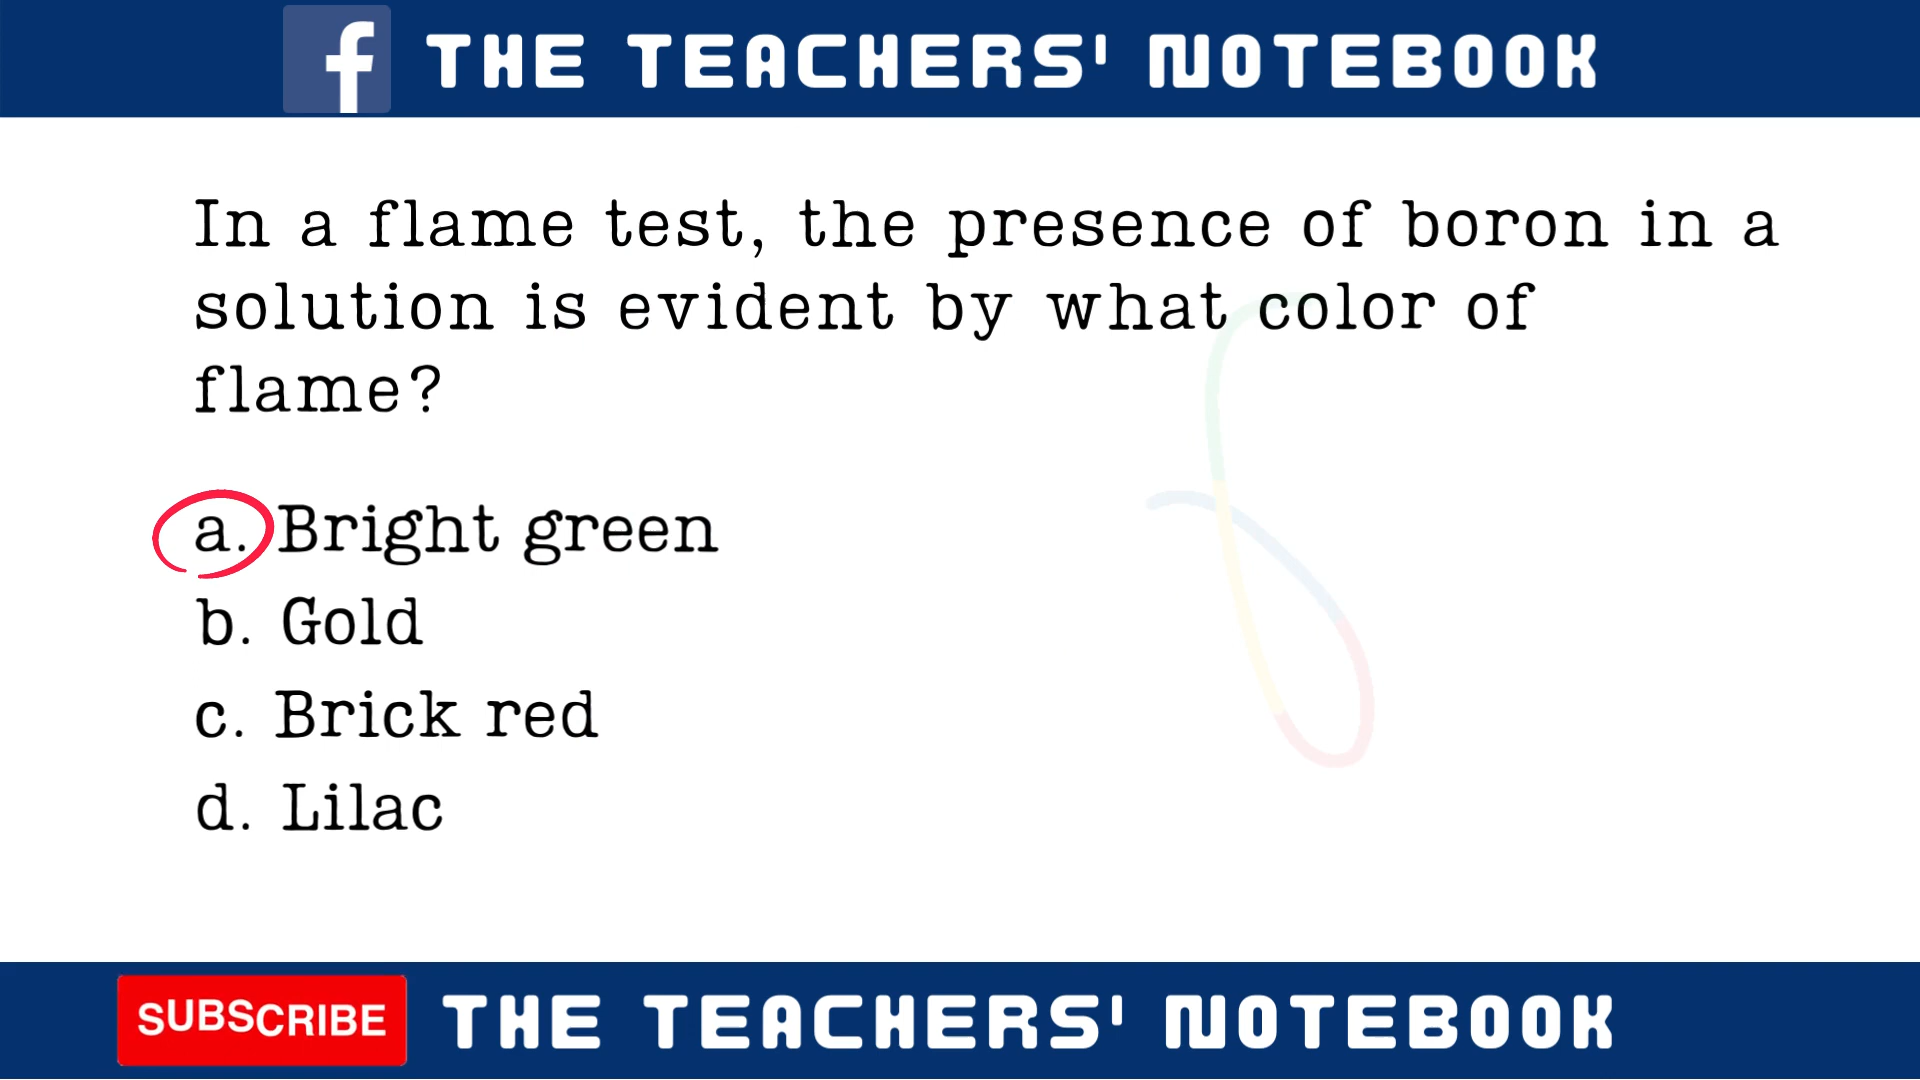 THE TEACHERS' NOTEBOOK
In a flame test, the presence of boron in a
solution is evident by what color of
flame?
a. Bright green
b. Gold
c. Brick red
d. Lilac
SUBSCRIBE THE TEACHERS' NOTEBOOK